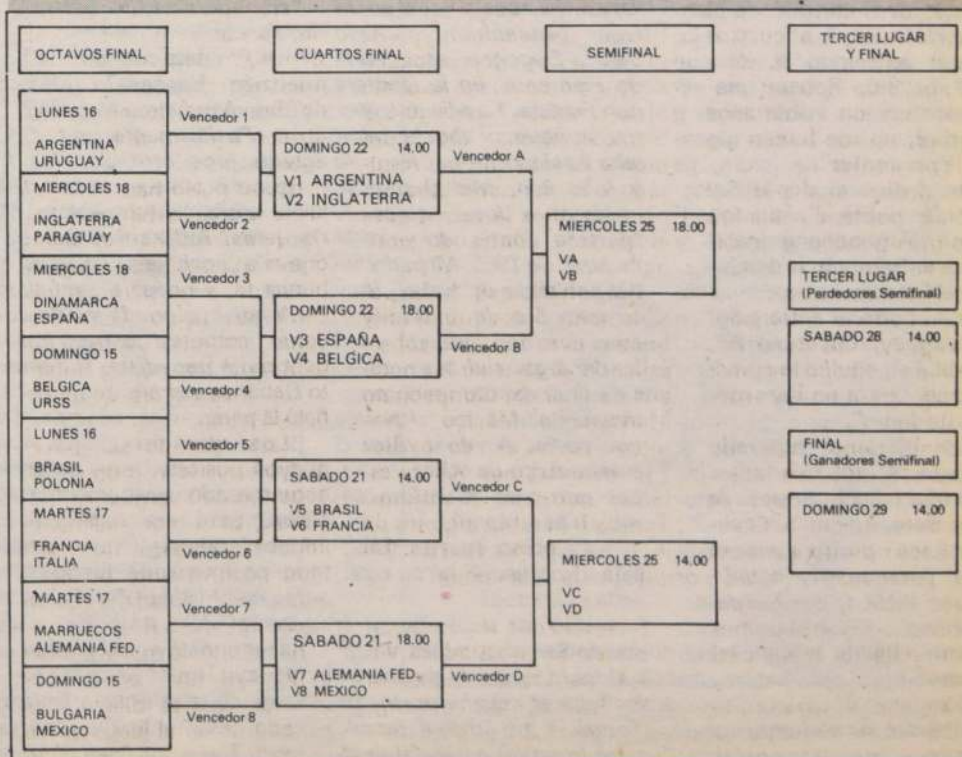 OCTAVOS FINAL
LUNES 16
ARGENTINA
URUGUAY
MIERCOLES 18
INGLATERRA
PARAGUAY
MIERCOLES 18
DINAMARCA
ESPAÑA
DOMINGO 15
BELGICA
URSS
LUNES 16
BRASIL
POLONIA
MARTES 17
FRANCIA
ITALIA
MARTES 17
MARRUECOS
ALEMANIA FED.
DOMINGO 15
BULGARIA
MEXICO
Vencedor 1
Vencedor 2
Vencedor 3
Vencedor 4
Vencedor 5
Vencedor 6
Vencedor 7
Vencedor 8
CUARTOS FINAL
DOMINGO 22 14.00
V1 ARGENTINA
V2 INGLATERRA
DOMINGO 22 18.00
V3 ESPAÑA
V4 BELGICA
SABADO 21 14.00
V5 BRASIL
V6 FRANCIA
SABADO 21 - 18.00
V7 ALEMANIA FED.
V8 MEXICO
Vencedor A
Vencedor B
Vencedor C
Vencedor D
SEMIFINAL
MIERCOLES 25 18.00
VA
VB
MIERCOLES 25 14.00
VC
VD
TERCER LUGAR
Y FINAL
TERCER LUGAR
(Perdedores Semifinal)
SABADO 28 14.00
FINAL
(Ganadores Semifinal)
DOMINGO 29 14.00